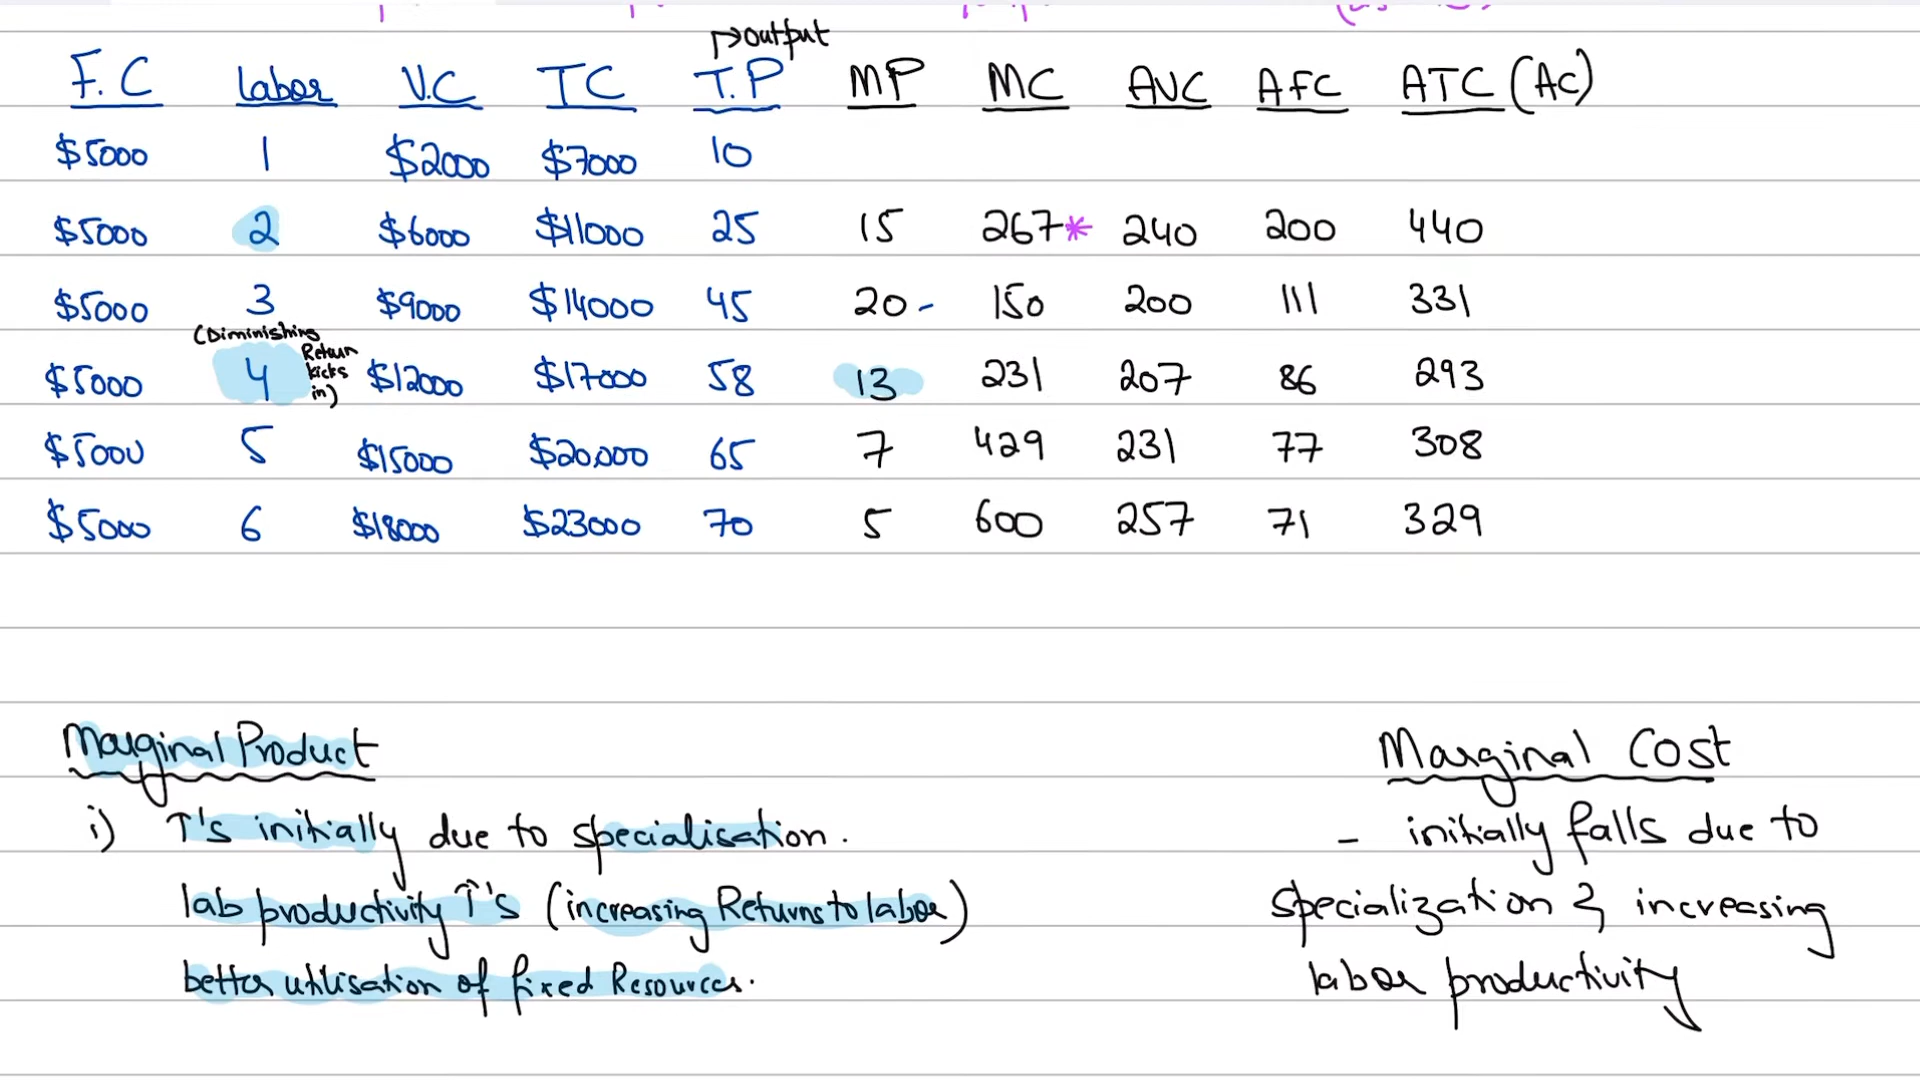 output
F.C Labor V.C TC T.P MP MC AVC AFC ATC (AC)
$5000 1 $2000 $7000 10
$5000 2 $6000 $11000 25 15 267* 240 200 440
$5000 3 $9000 $14000 45 20- 150 200 111 331
(Diminishing Return kicks in)
$5000 4 $12000 $17000 58 13 231 207 86 293
$5000 5 $15000 $20,000 65 7 429 231 77 308
$5000 6 $18000 $23000 70 5 600 257 71 329
Marginal Product
i) ↑'s initially due to specialisation.
lab productivity ↑'s (increasing Returns to labor)
better utilisation of fixed Resources.
Marginal Cost
- initially falls due to
specialization & increasing
labor productivity